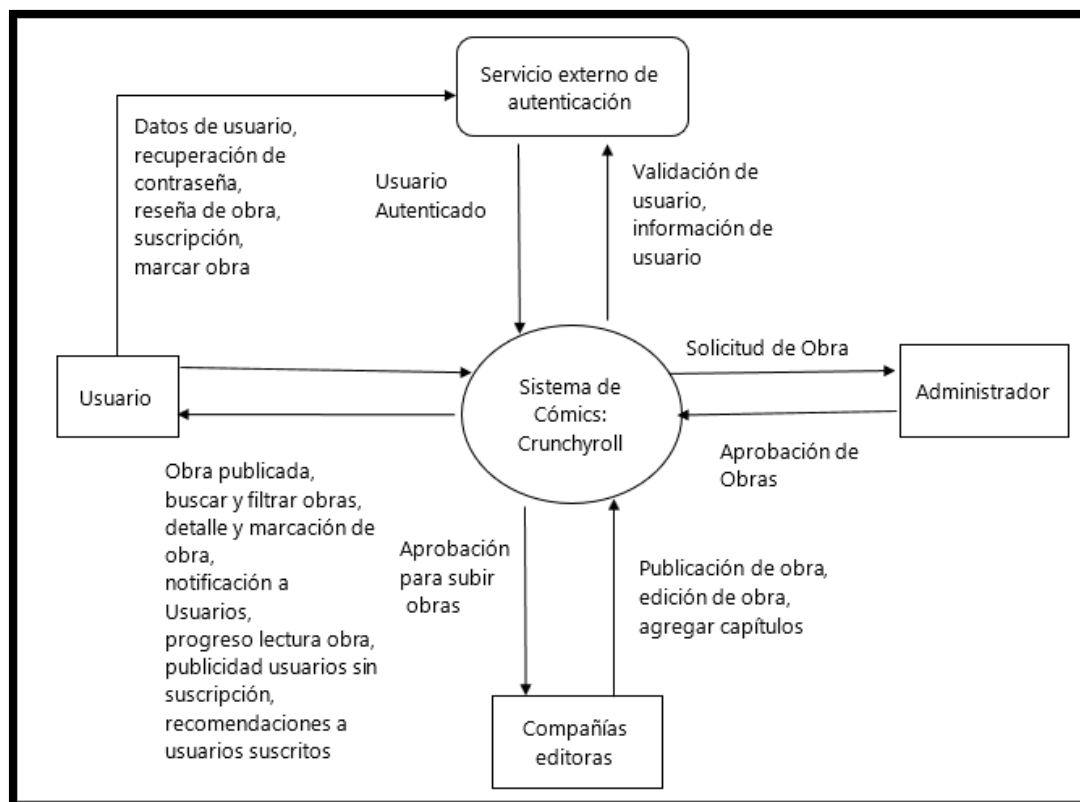 Servicio externo de
autenticación
Datos de usuario,
recuperación de
contraseña,
reseña de obra,
suscripción,
marcar obra
Usuario
Autenticado
Validación de
usuario,
información de
usuario
Usuario
Sistema de
Cómics:
Crunchyroll
Solicitud de Obra
Administrador
Aprobación de
Obras
Obra publicada,
buscar y filtrar obras,
detalle y marcación de
obra,
notificación a
Usuarios,
progreso lectura obra,
publicidad usuarios sin
suscripción,
recomendaciones a
usuarios suscritos
Aprobación
para subir
obras
Publicación de obra,
edición de obra,
agregar capítulos
Compañías
editoras